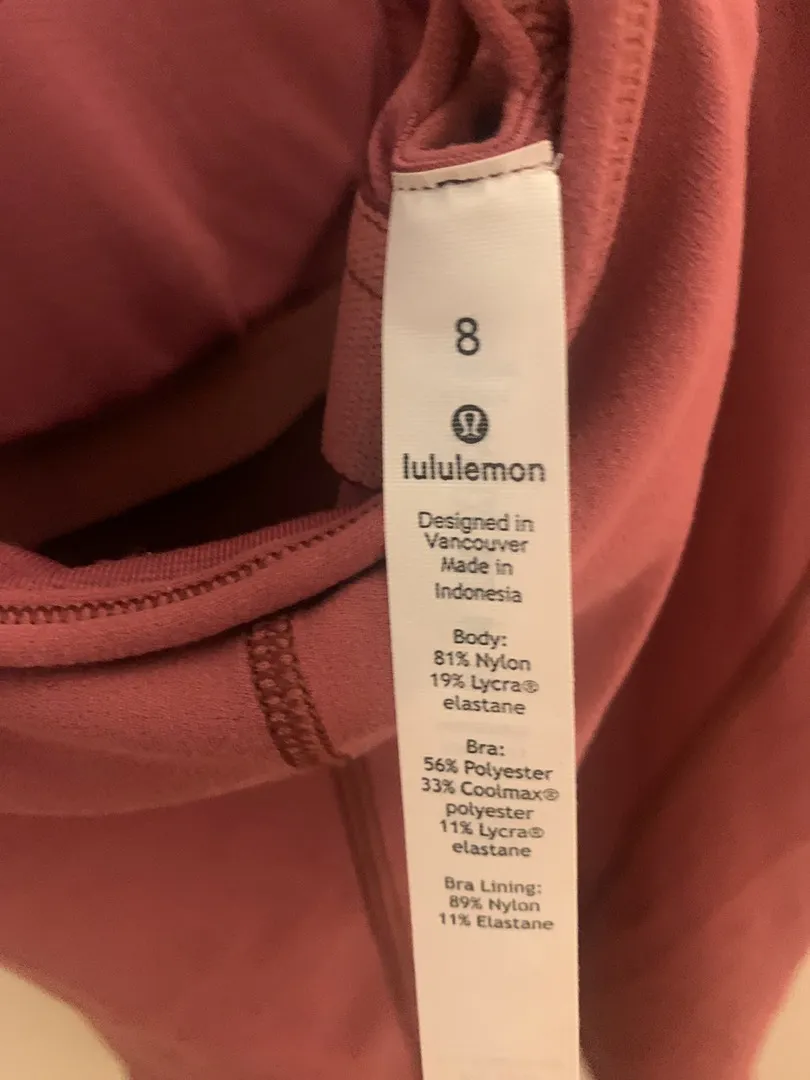 8
lululemon
Designed in
Vancouver
Made in
Indonesia
Body:
81% Nylon
19% Lycra®
elastane
Bra:
56% Polyester
33% Coolmax®
polyester
11% Lycra®
elastane
Bra Lining:
89% Nylon
11% Elastane